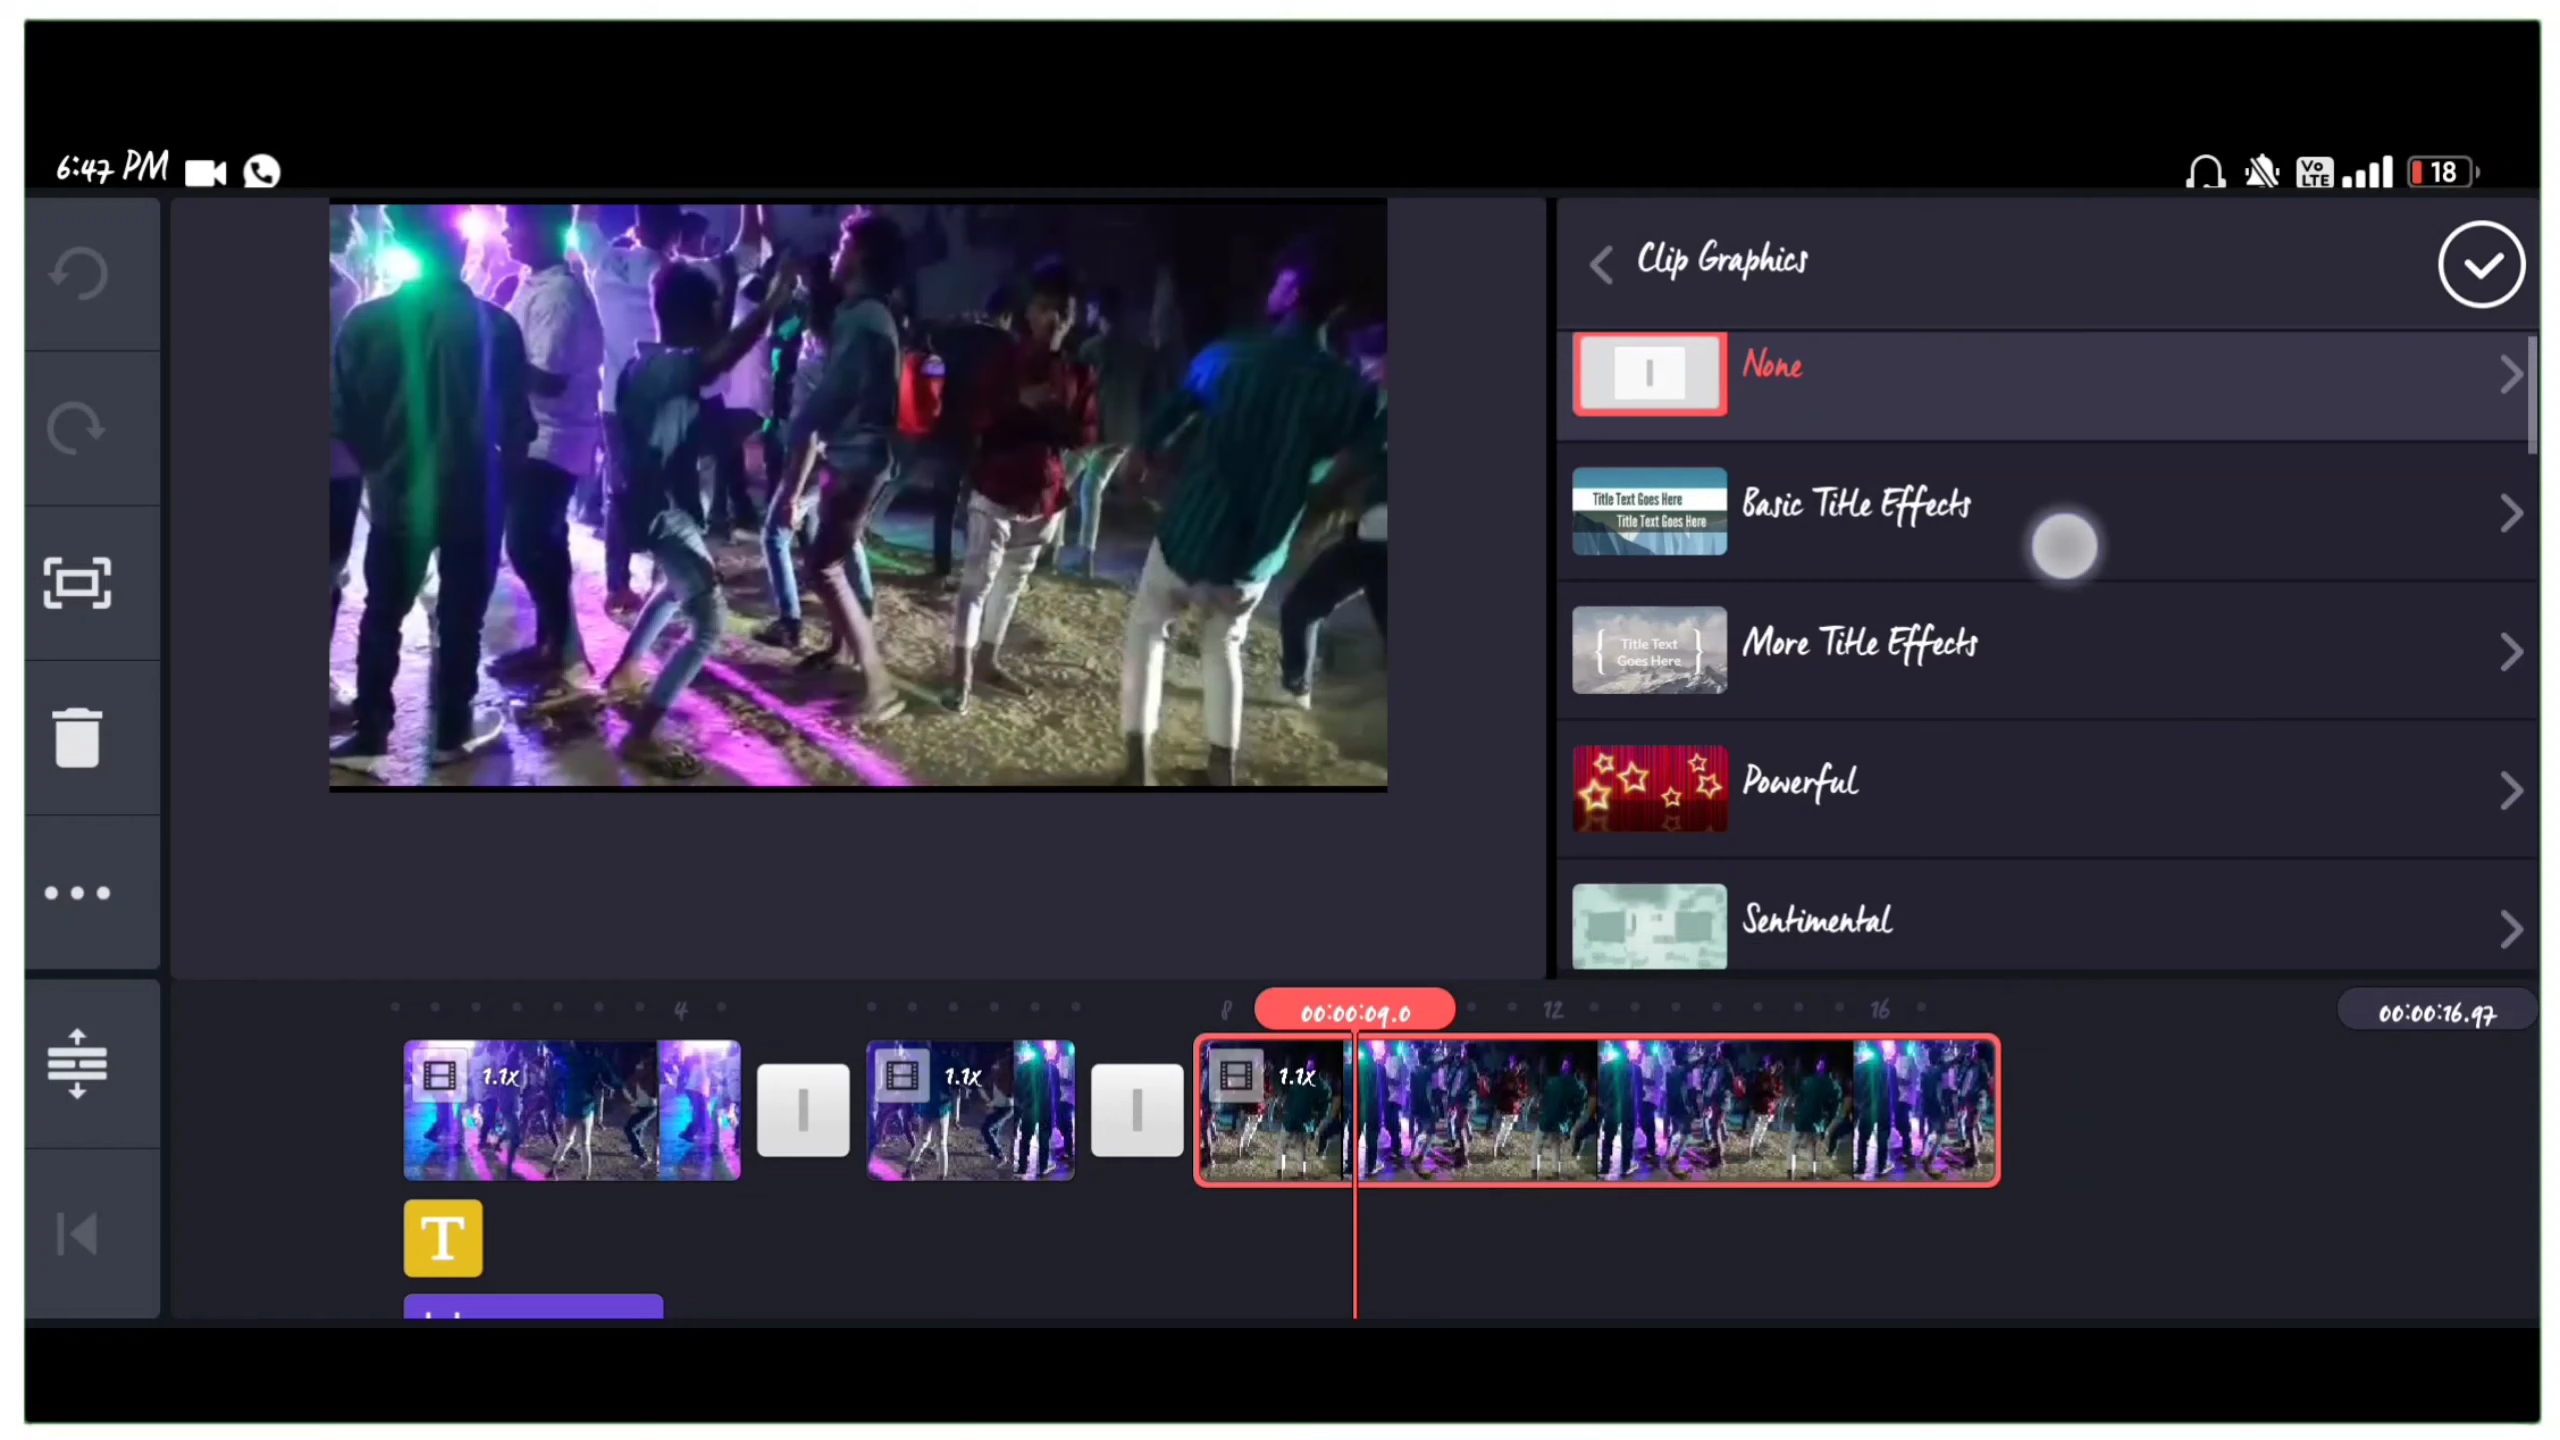 6:47 PM
Vo
LTE
18
Clip Graphics
None
Title Text Goes Here
Title Text Goes Here
Basic Title Effects
Title Text
Goes Here
More Title Effects
Powerful
Sentimental
4
8
00:00:09.0
12
16
00:00:16.97
1.1x
1.1x
1.1x
T